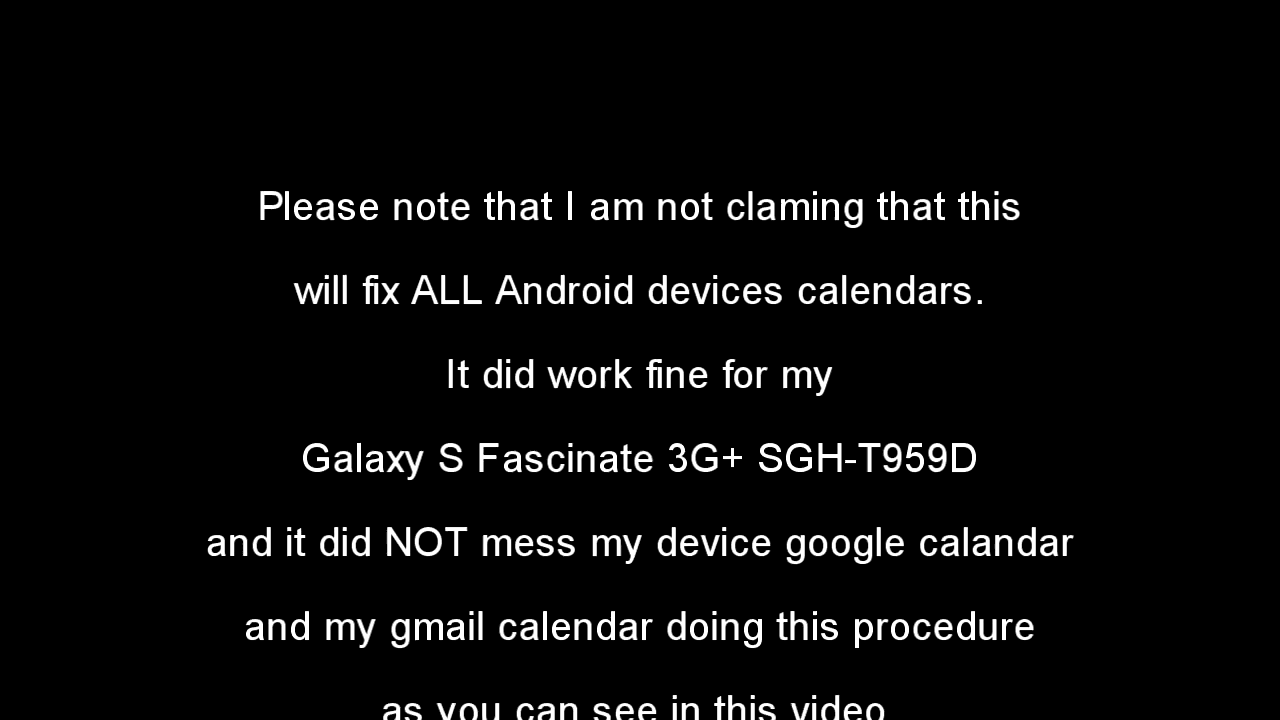 Please note that I am not claming that this
will fix ALL Android devices calendars.
It did work fine for my
Galaxy S Fascinate 3G+ SGH-T959D
and it did NOT mess my device google calandar
and my gmail calendar doing this procedure
as you can see in this video